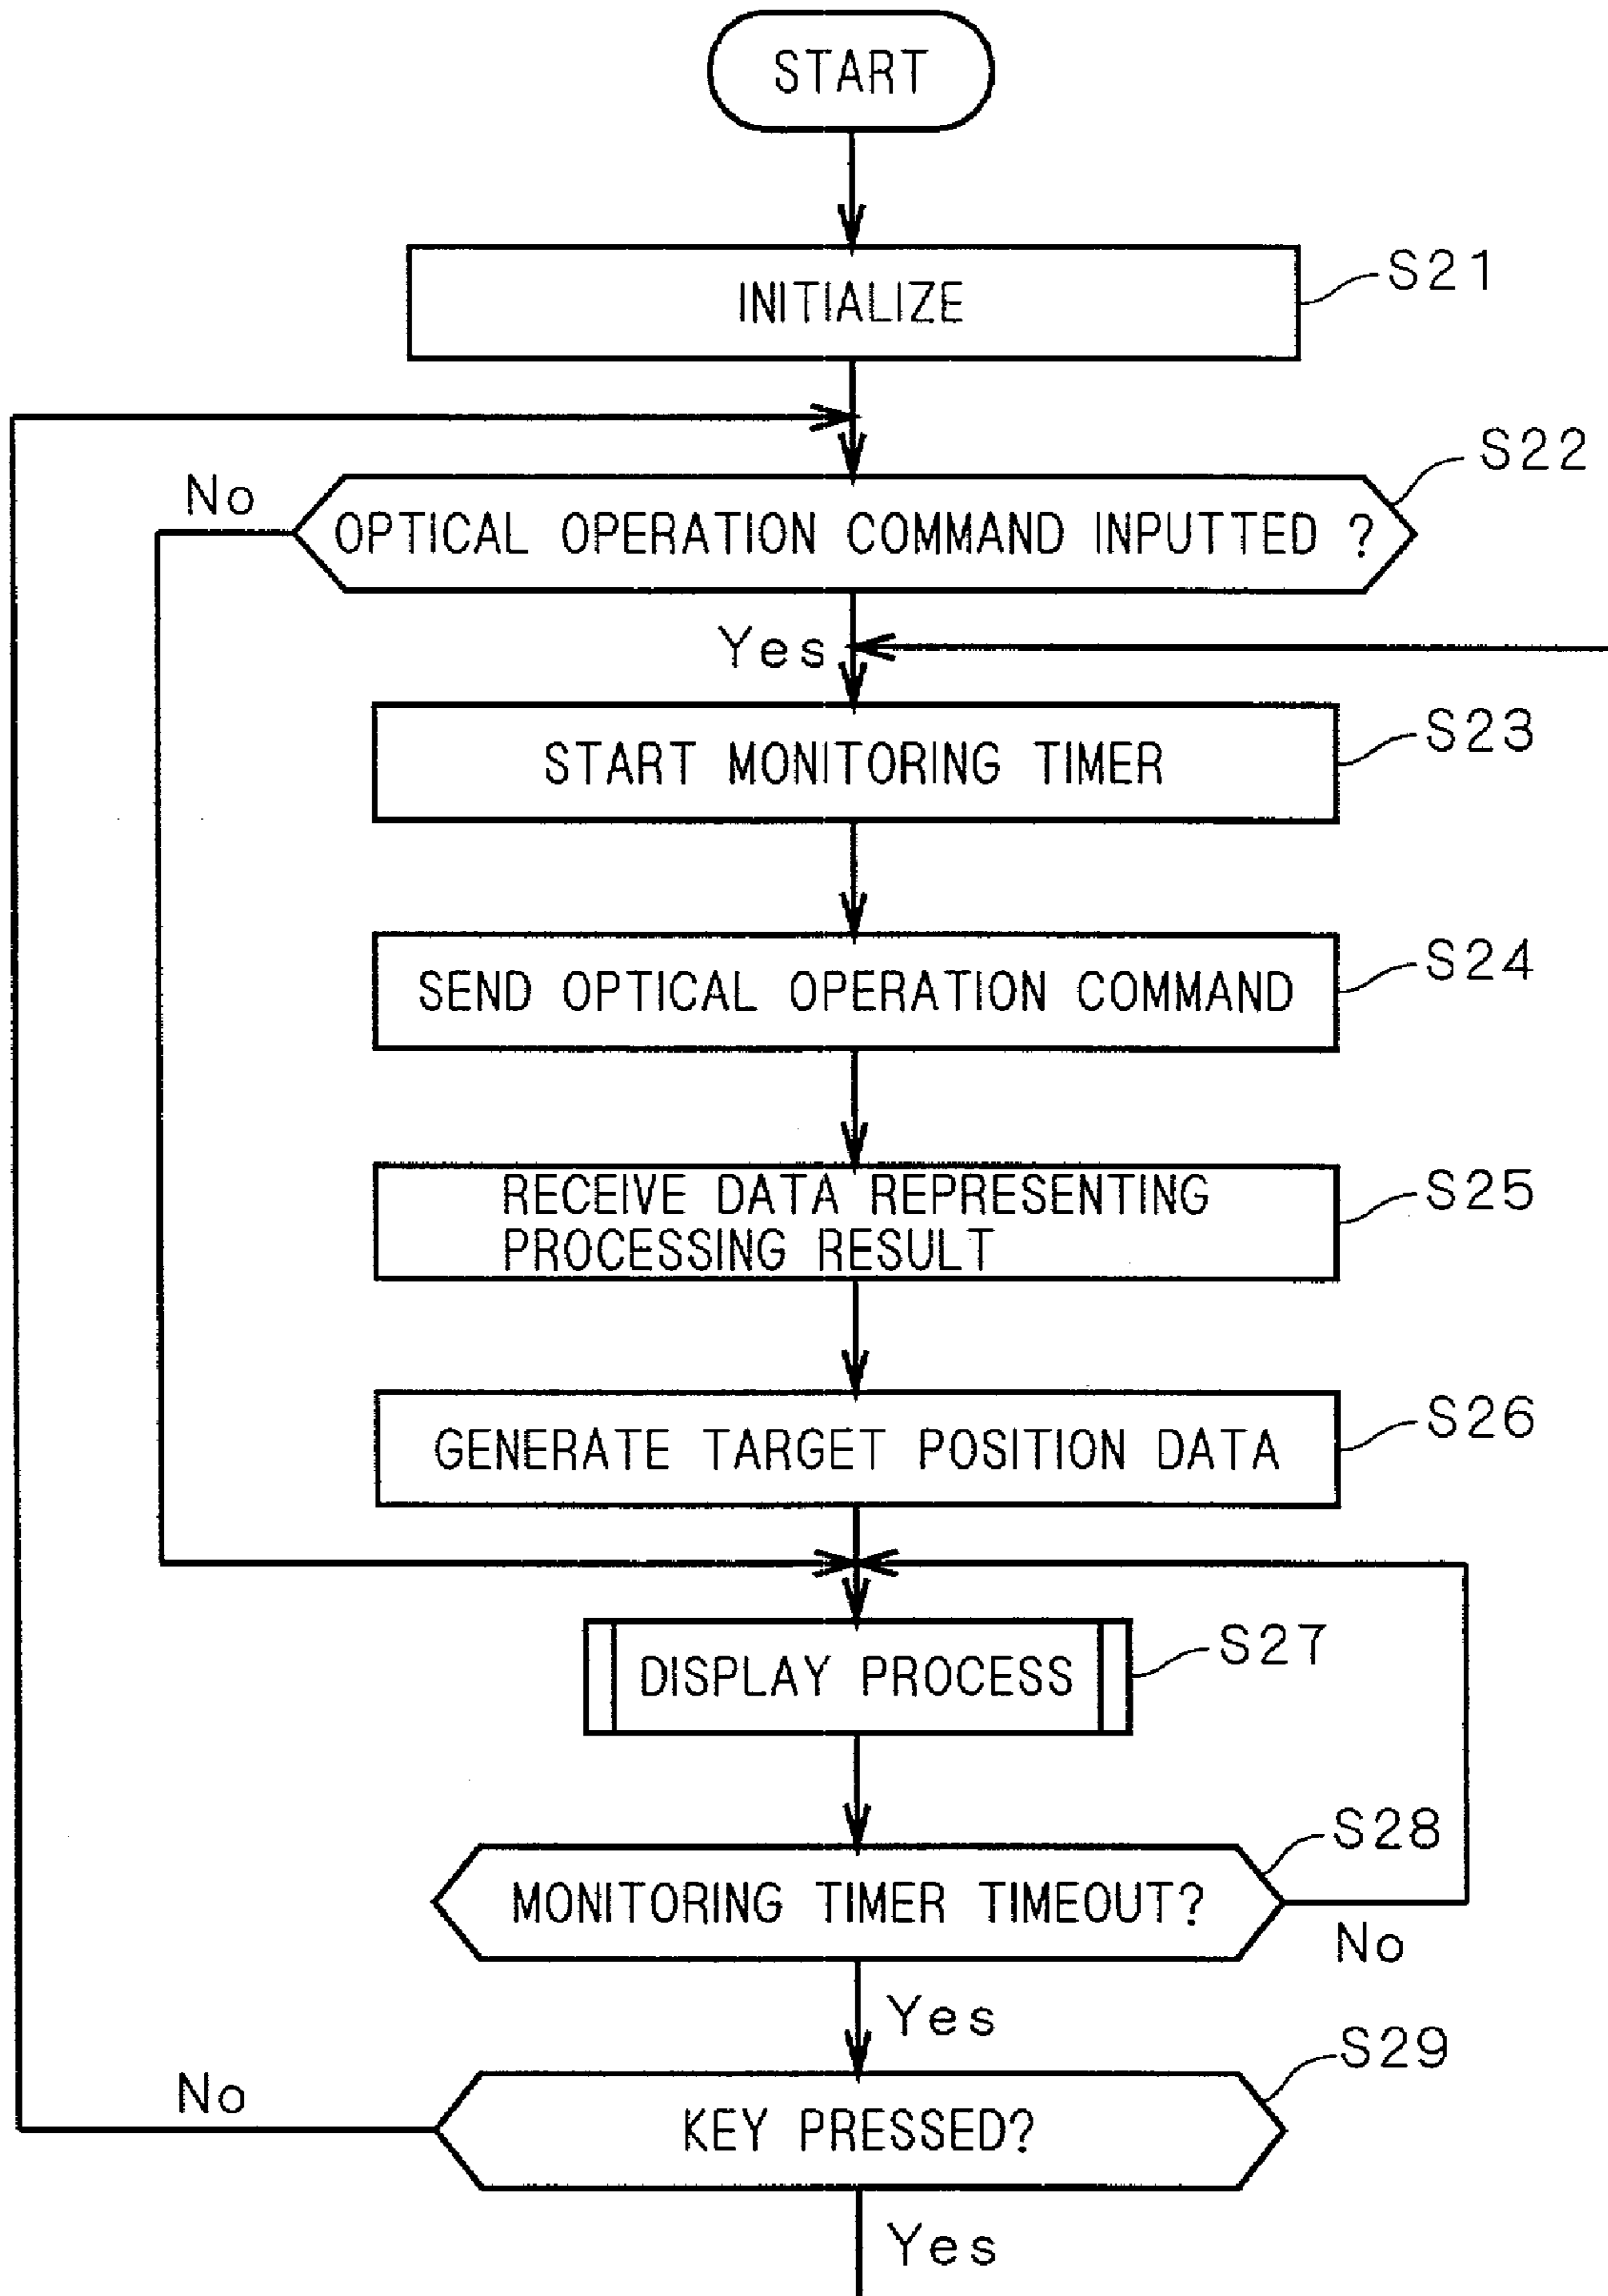 START
INITIALIZE
S21
S22
No
OPTICAL OPERATION COMMAND INPUTTED ?
Yes
START MONITORING TIMER
S23
SEND OPTICAL OPERATION COMMAND
S24
RECEIVE DATA REPRESENTING
PROCESSING RESULT
S25
GENERATE TARGET POSITION DATA
S26
DISPLAY PROCESS
S27
S28
MONITORING TIMER TIMEOUT?
No
Yes
S29
No
KEY PRESSED?
Yes